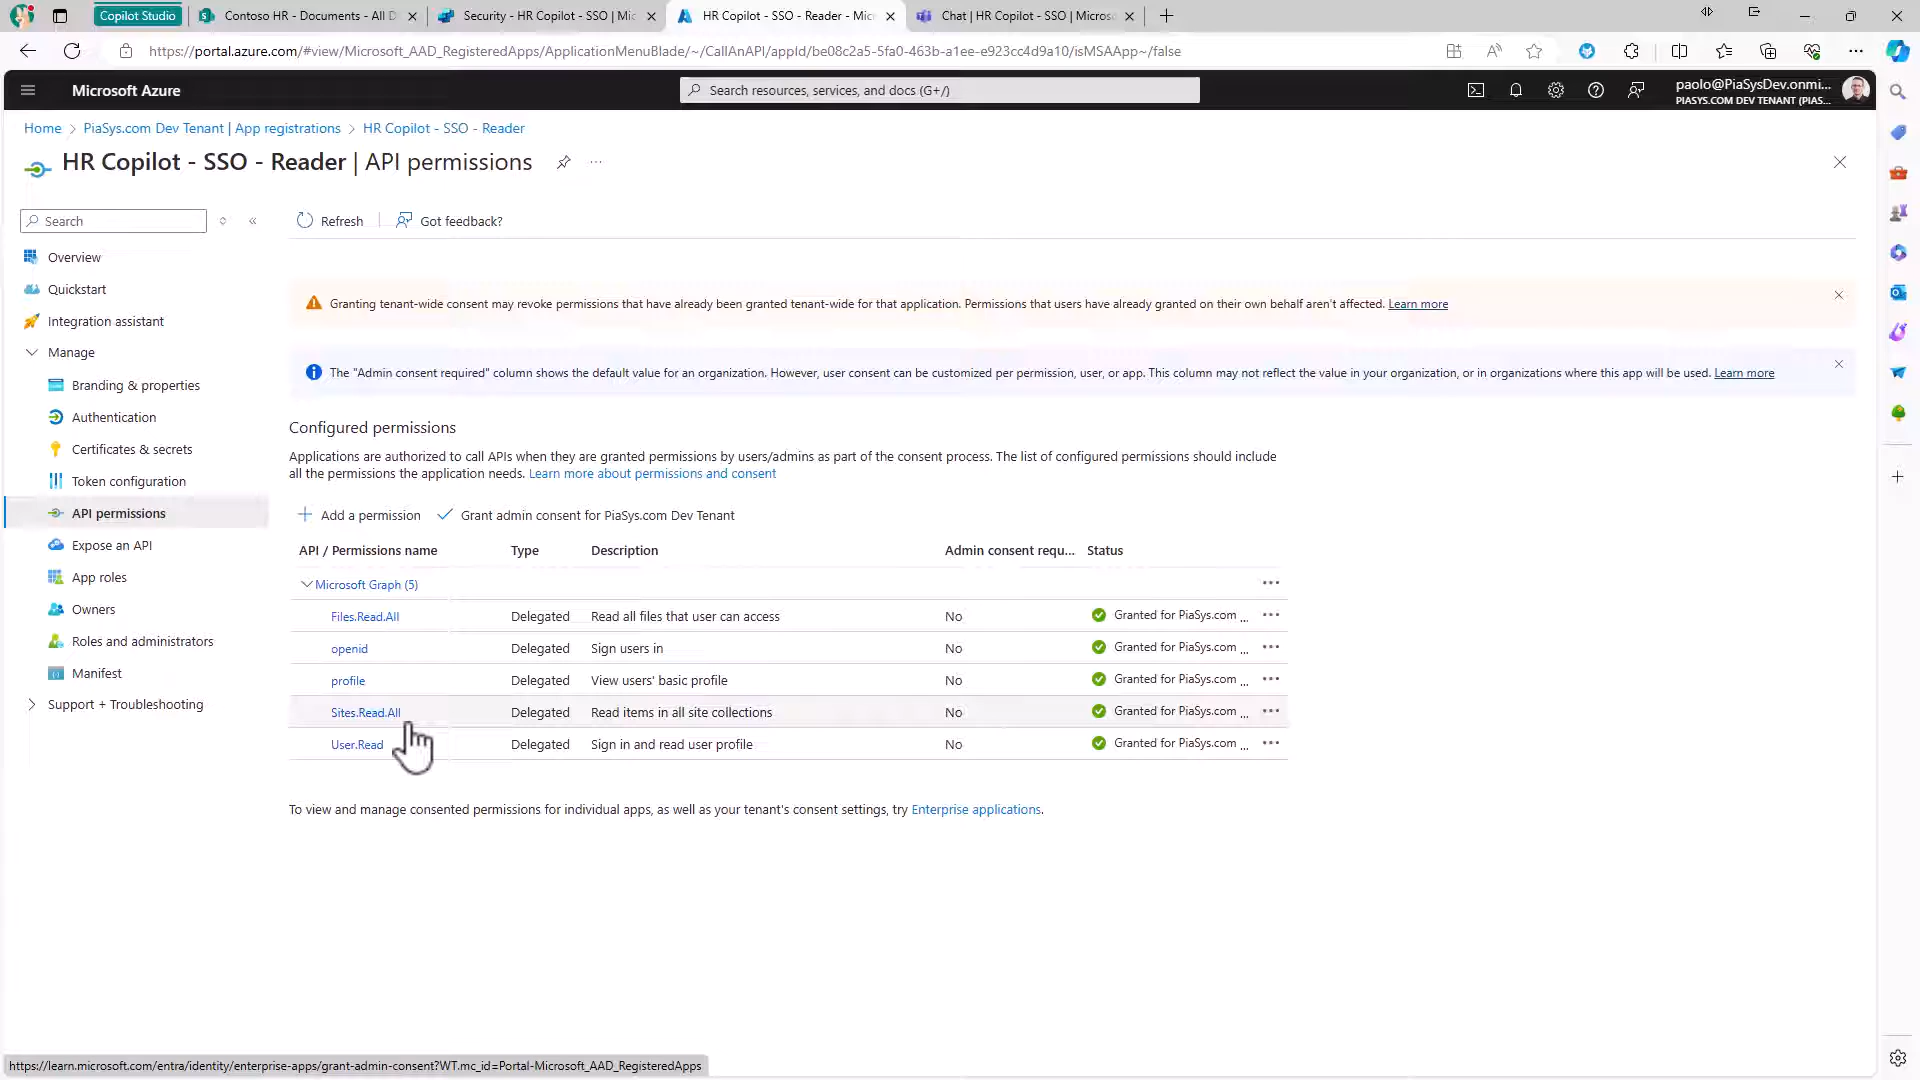 Copilot Studio
Contoso HR - Documents - All D
Security - HR Copilot - SSO | Mic
HR Copilot - SSO - Reader - Micr
Chat | HR Copilot - SSO | Microso
https://portal.azure.com/#view/Microsoft_AAD_RegisteredApps/ApplicationMenuBlade/~/CallAnAPI/appId/be08c2a5-5fa0-463b-a1ee-e923cc4d9a10/isMSAApp~/false
Microsoft Azure
Search resources, services, and docs (G+/)
paolo@PiaSysDev.onmi...
PIASYS.COM DEV TENANT (PIAS...
Home > PiaSys.com Dev Tenant | App registrations > HR Copilot - SSO - Reader
HR Copilot - SSO - Reader | API permissions
Search
Refresh
Got feedback?
Overview
Quickstart
Integration assistant
Manage
Branding & properties
Authentication
Certificates & secrets
Token configuration
API permissions
Expose an API
App roles
Owners
Roles and administrators
Manifest
Support + Troubleshooting
Granting tenant-wide consent may revoke permissions that have already been granted tenant-wide for that application. Permissions that users have already granted on their own behalf aren't affected. Learn more
The "Admin consent required" column shows the default value for an organization. However, user consent can be customized per permission, user, or app. This column may not reflect the value in your organization, or in organizations where this app will be used. Learn more
Configured permissions
Applications are authorized to call APIs when they are granted permissions by users/admins as part of the consent process. The list of configured permissions should include
all the permissions the application needs. Learn more about permissions and consent
Add a permission
Grant admin consent for PiaSys.com Dev Tenant
API / Permissions name Type Description Admin consent requ... Status
Microsoft Graph (5)
Files.Read.All Delegated Read all files that user can access No Granted for PiaSys.com ...
openid Delegated Sign users in No Granted for PiaSys.com ...
profile Delegated View users' basic profile No Granted for PiaSys.com ...
Sites.Read.All Delegated Read items in all site collections No Granted for PiaSys.com ...
User.Read Delegated Sign in and read user profile No Granted for PiaSys.com ...
To view and manage consented permissions for individual apps, as well as your tenant's consent settings, try Enterprise applications.
https://learn.microsoft.com/entra/identity/enterprise-apps/grant-admin-consent?WT.mc_id=Portal-Microsoft_AAD_RegisteredApps